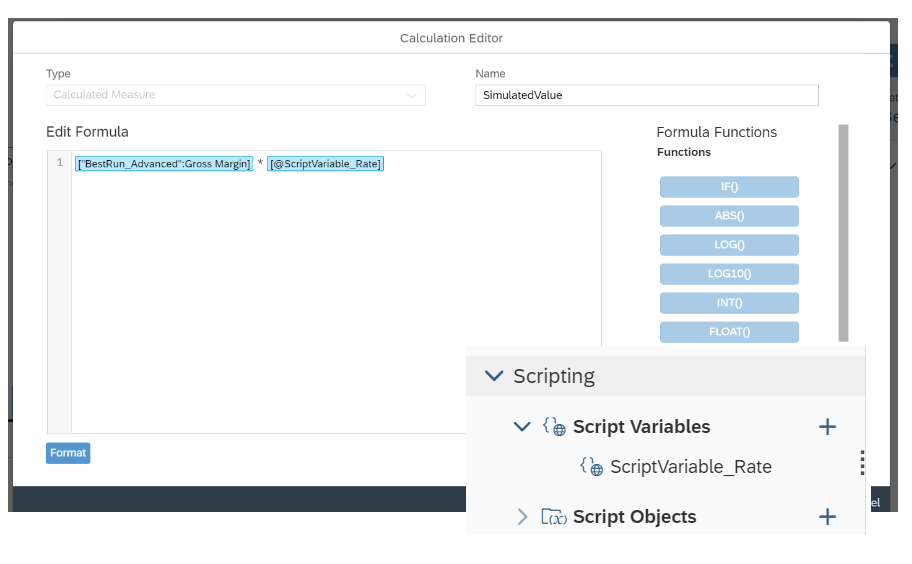 Calculation Editor
Type
Name
Calculated Measure
SimulatedValue
Edit Formula
Formula Functions
Functions
1 ["BestRun_Advanced":Gross Margin] * [@ScriptVariable_Rate]
IF()
ABS()
LOG()
LOG10()
INT()
FLOAT()
Scripting
Script Variables
ScriptVariable_Rate
Script Objects
Format
el